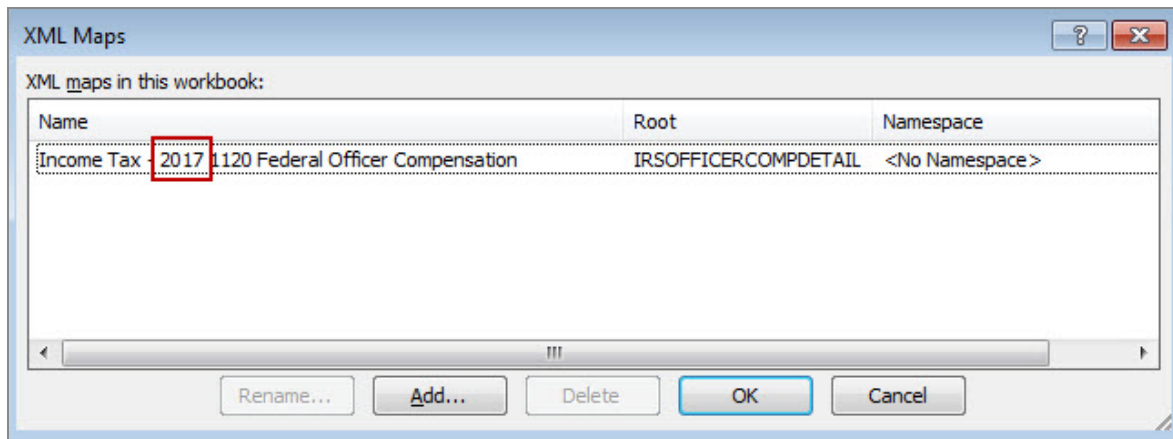 XML Maps
XML maps in this workbook:
Name Root Namespace
Income Tax - 2017 1120 Federal Officer Compensation IRSOFFICERCOMPDETAIL <No Namespace>
Rename... Add... Delete OK Cancel